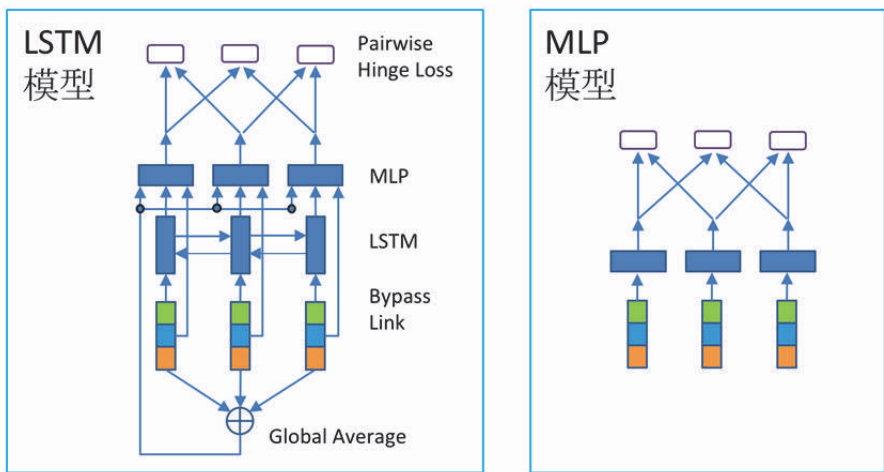 LSTM
模型
Pairwise
Hinge Loss
MLP
LSTM
Bypass
Link
Global Average
MLP
模型